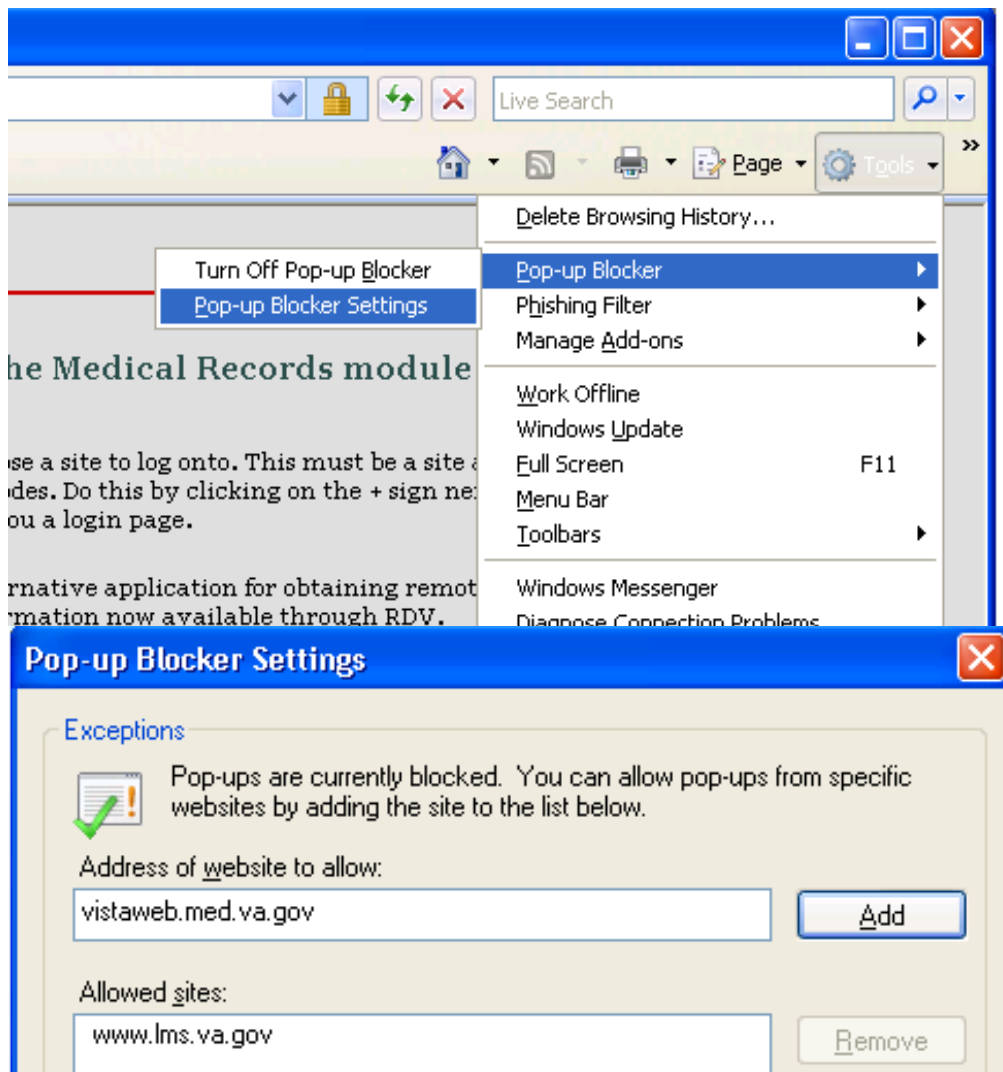 Live Search
Page Tools »
Delete Browsing History...
Turn Off Pop-up Blocker
Pop-up Blocker Settings
Pop-up Blocker
Phishing Filter
Manage Add-ons
Work Offline
Windows Update
Full Screen F11
Menu Bar
Toolbars
Windows Messenger
Diagnose Connection Problems
he Medical Records module
se a site to log onto. This must be a site
des. Do this by clicking on the + sign ne
ou a login page.
rnative application for obtaining remot
rmation now available through RDV.
Pop-up Blocker Settings
Exceptions
Pop-ups are currently blocked. You can allow pop-ups from specific
websites by adding the site to the list below.
Address of website to allow:
vistaweb.med.va.gov
Add
Allowed sites:
www.lms.va.gov
Remove